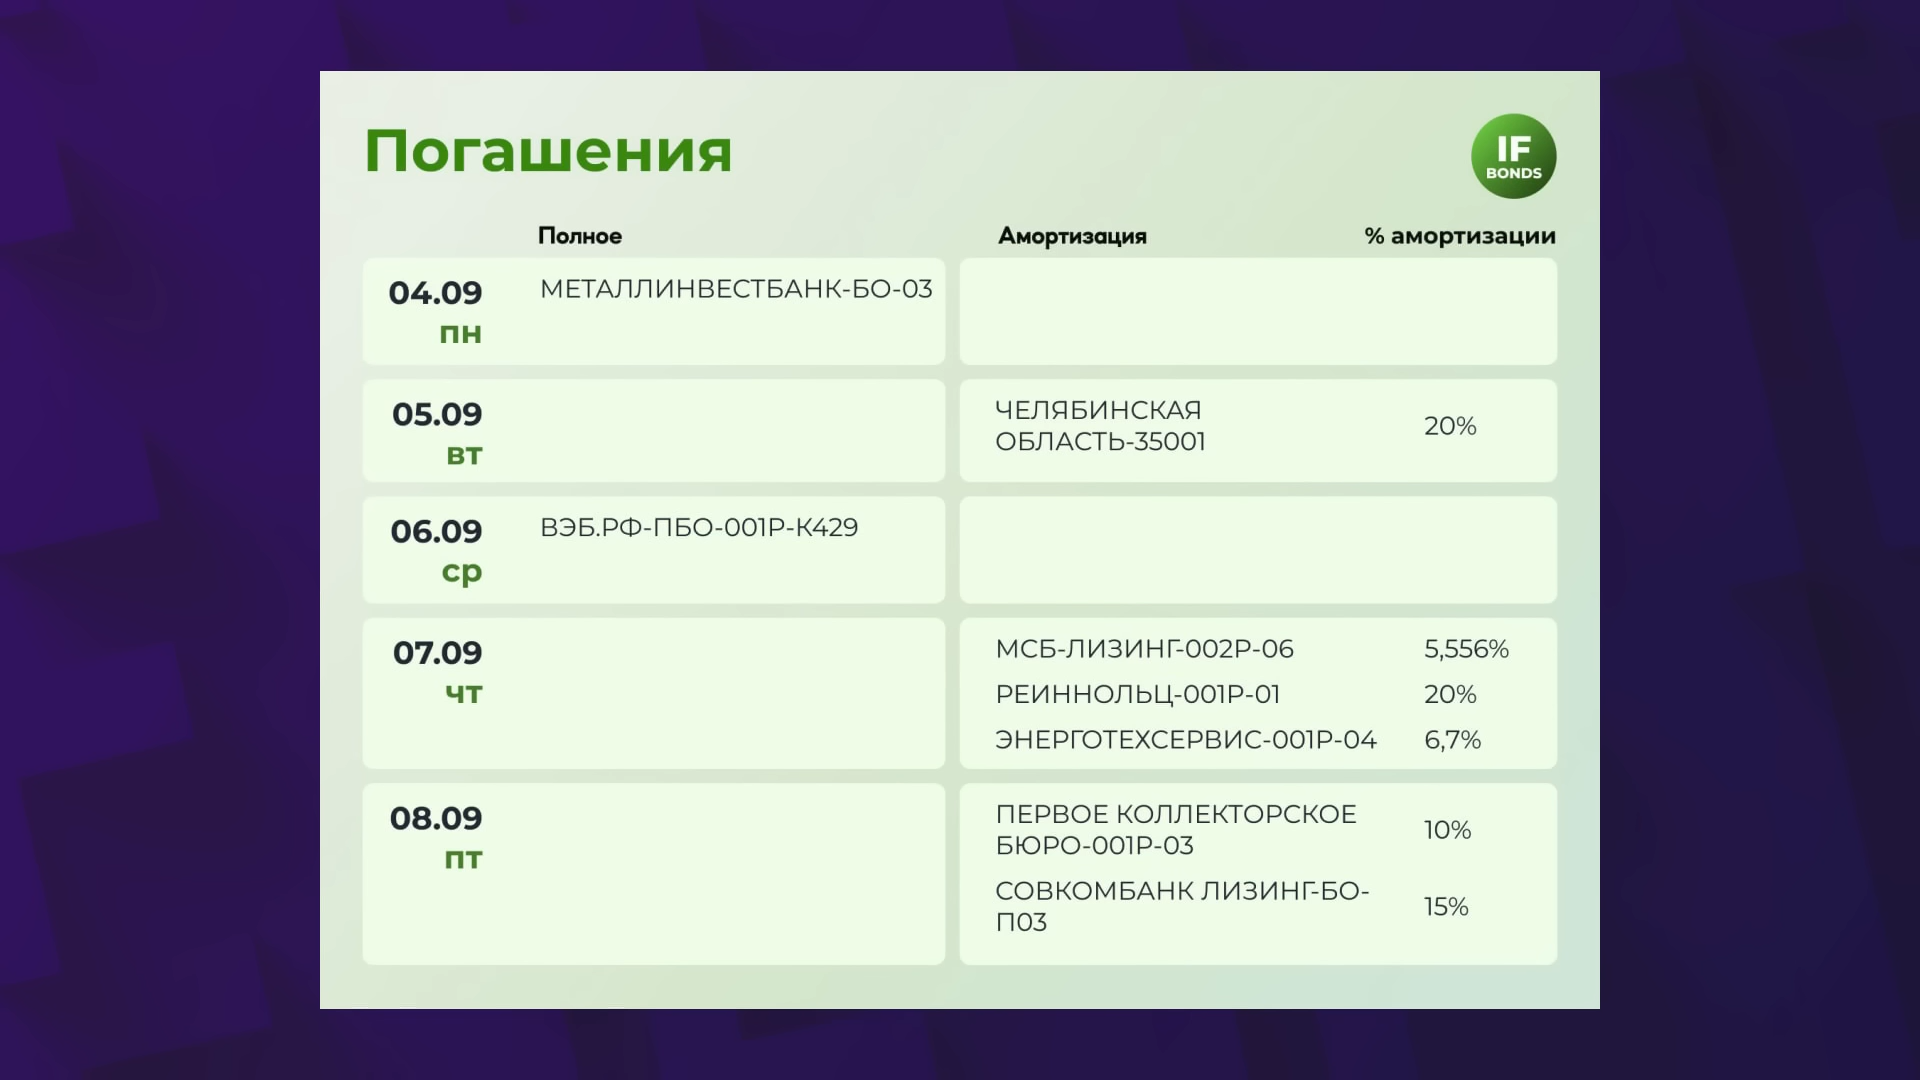 Погашения
IF
BONDS
Полное
Амортизация
% амортизации
04.09
пн
МЕТАЛЛИНВЕСТБАНК-БО-03
05.09
вт
ЧЕЛЯБИНСКАЯ
ОБЛАСТЬ-35001
20%
06.09
ср
ВЭБ.РФ-ПБО-001Р-К429
07.09
чт
МСБ-ЛИЗИНГ-002Р-06
5,556%
РЕИННОЛЬЦ-001Р-01
20%
ЭНЕРГОТЕХСЕРВИС-001Р-04
6,7%
08.09
пт
ПЕРВОЕ КОЛЛЕКТОРСКОЕ
БЮРО-001Р-03
10%
СОВКОМБАНК ЛИЗИНГ-БО-
П03
15%